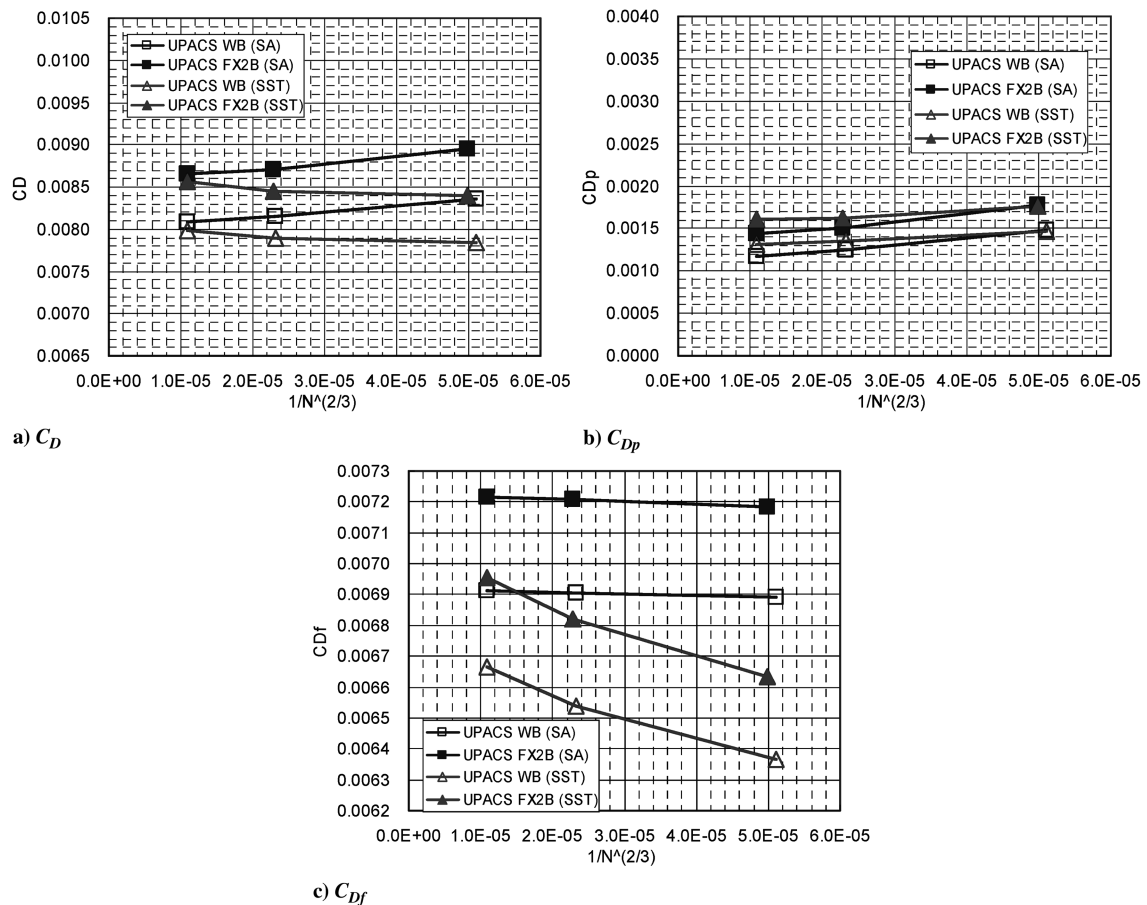 0.0105
0.0100
0.0095
0.0090
0.0085
0.0080
0.0075
0.0070
0.0065
CD
UPACS WB (SA)
UPACS FX2B (SA)
UPACS WB (SST)
UPACS FX2B (SST)
0.0E+00 1.0E-05 2.0E-05 3.0E-05 4.0E-05 5.0E-05 6.0E-05
1/N^(2/3)
a) C_D
0.0040
0.0035
0.0030
0.0025
0.0020
0.0015
0.0010
0.0005
0.0000
CDp
UPACS WB (SA)
UPACS FX2B (SA)
UPACS WB (SST)
UPACS FX2B (SST)
0.0E+00 1.0E-05 2.0E-05 3.0E-05 4.0E-05 5.0E-05 6.0E-05
1/N^(2/3)
b) C_{Dp}
0.0073
0.0072
0.0071
0.0070
0.0069
0.0068
0.0067
0.0066
0.0065
0.0064
0.0063
0.0062
CDf
UPACS WB (SA)
UPACS FX2B (SA)
UPACS WB (SST)
UPACS FX2B (SST)
0.0E+00 1.0E-05 2.0E-05 3.0E-05 4.0E-05 5.0E-05 6.0E-05
1/N^(2/3)
c) C_{Df}